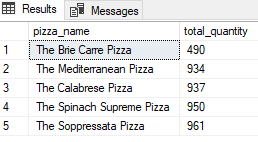 Results Messages
pizza_name total_quantity
1 The Brie Carre Pizza 490
2 The Mediterranean Pizza 934
3 The Calabrese Pizza 937
4 The Spinach Supreme Pizza 950
5 The Soppressata Pizza 961